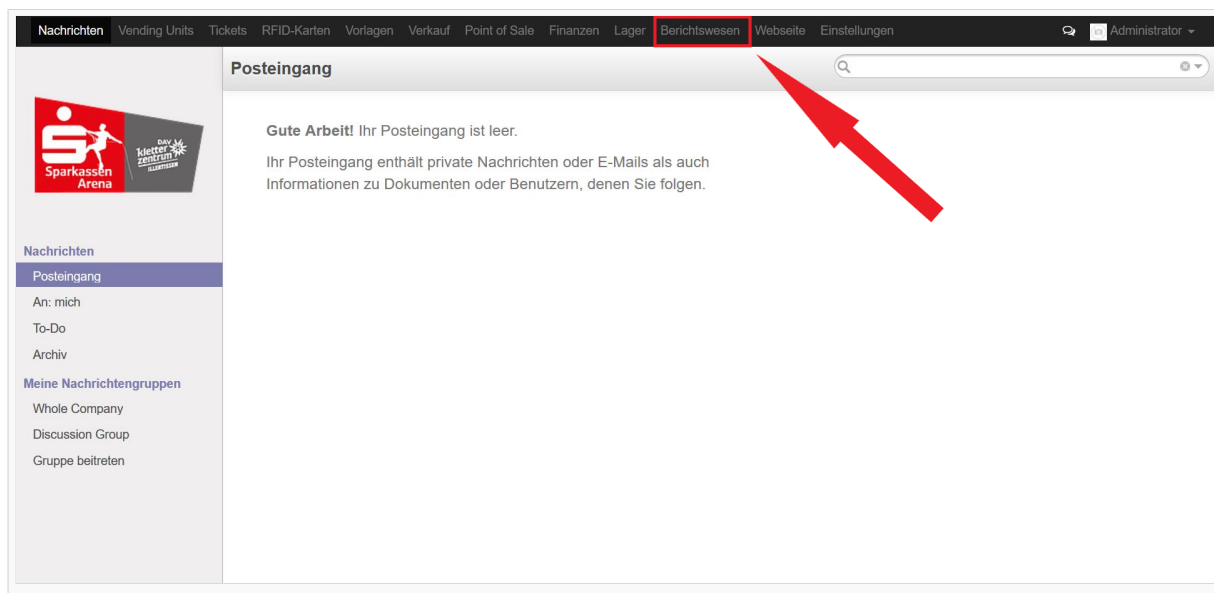 Nachrichten Vending Units Tickets RFID-Karten Vorlagen Verkauf Point of Sale Finanzen Lager Berichtswesen Webseite Einstellungen Administrator
Posteingang
Sparkassen
Arena
DAV
kletter
zentrum
ILLERTISSEN
Gute Arbeit! Ihr Posteingang ist leer.
Ihr Posteingang enthält private Nachrichten oder E-Mails als auch
Informationen zu Dokumenten oder Benutzern, denen Sie folgen.
Nachrichten
Posteingang
An: mich
To-Do
Archiv
Meine Nachrichtengruppen
Whole Company
Discussion Group
Gruppe beitreten